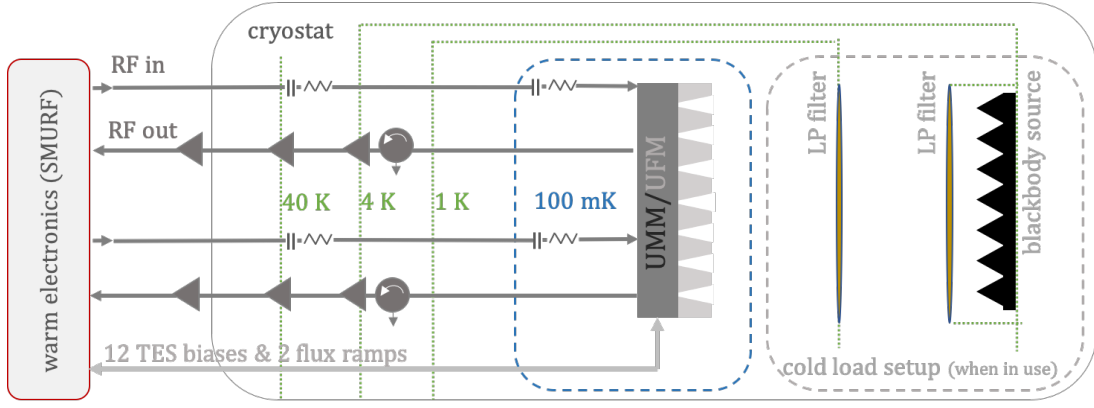 cryostat
RF in
RF out
warm electronics (SMURF)
40 K
4 K
1 K
100 mK
UMM/UFM
LP filter
LP filter
blackbody source
12 TES biases & 2 flux ramps
cold load setup (when in use)